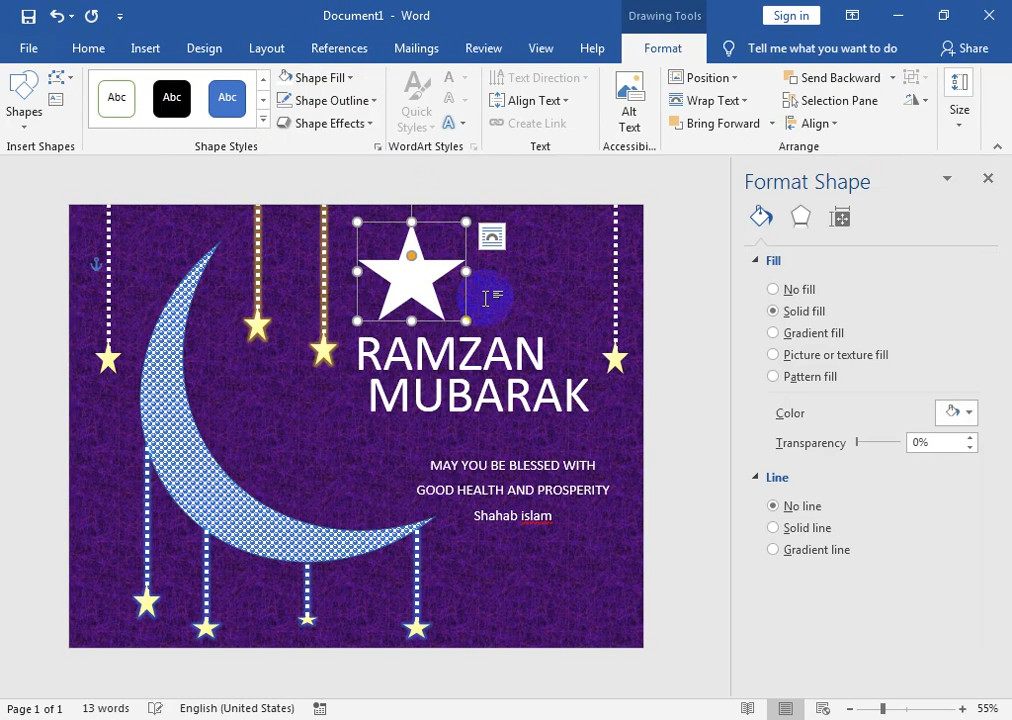 Document1 - Word
Drawing Tools
Sign in
File Home Insert Design Layout References Mailings Review View Help Format Tell me what you want to do Share
Shapes
Abc Abc Abc
Shape Fill
Shape Outline
Shape Effects
Quick
Styles
Text Direction
Align Text
Create Link
Alt
Text
Position
Wrap Text
Bring Forward
Send Backward
Selection Pane
Align
Size
Insert Shapes Shape Styles WordArt Styles Text Accessibi... Arrange
Format Shape
Fill
No fill
Solid fill
Gradient fill
Picture or texture fill
Pattern fill
Color
Transparency 0%
Line
No line
Solid line
Gradient line
RAMZAN
MUBARAK
MAY YOU BE BLESSED WITH
GOOD HEALTH AND PROSPERITY
Shahab islam
Page 1 of 1 13 words English (United States) 55%